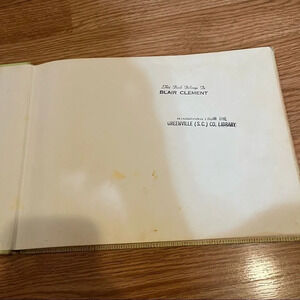 This Book Belongs To
BLAIR CLEMENT
GREENVILLE (S.C.) CO. LIBRARY.